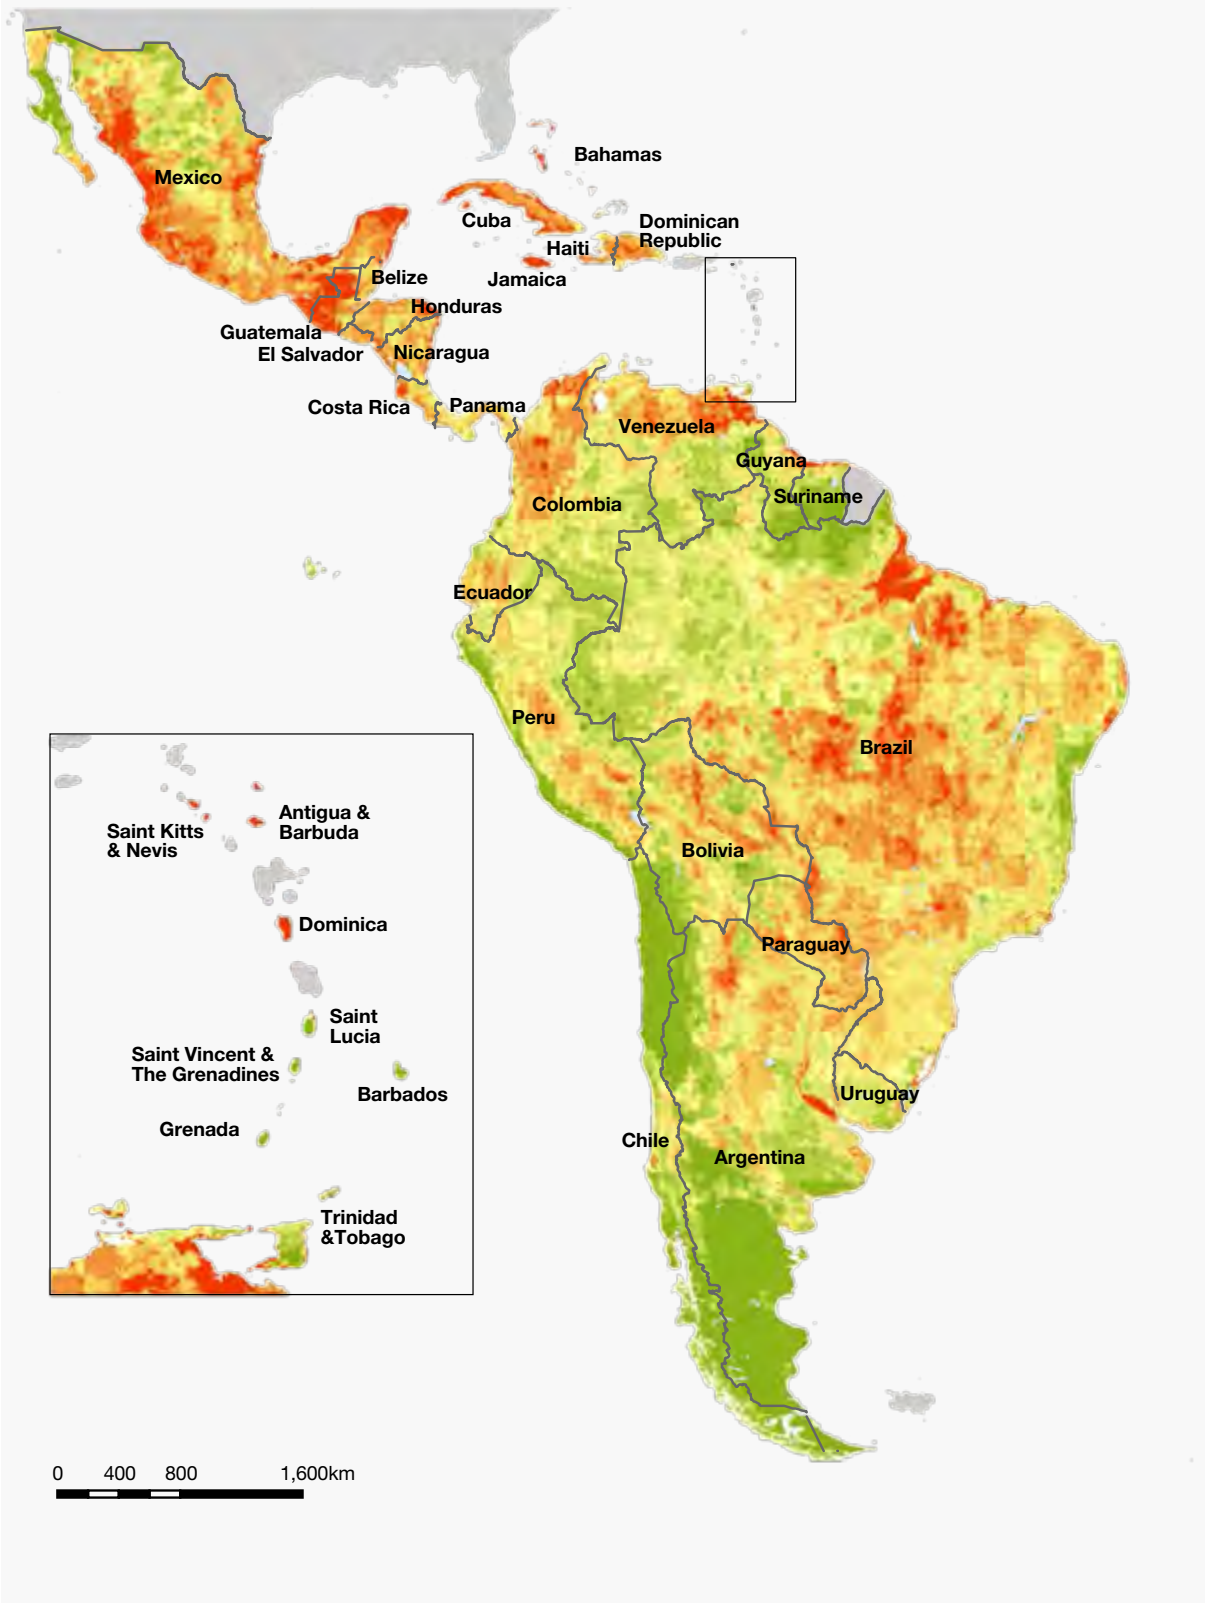 Bahamas
Mexico
Cuba
Dominican
Republic
Haiti
Jamaica
Belize
Honduras
Guatemala
El Salvador
Nicaragua
Costa Rica
Panama
Venezuela
Guyana
Suriname
Colombia
Ecuador
Peru
Brazil
Bolivia
Paraguay
Uruguay
Chile
Argentina
Antigua &
Barbuda
Saint Kitts
& Nevis
Dominica
Saint
Lucia
Saint Vincent &
The Grenadines
Barbados
Grenada
Trinidad
&Tobago
0 400 800 1,600km